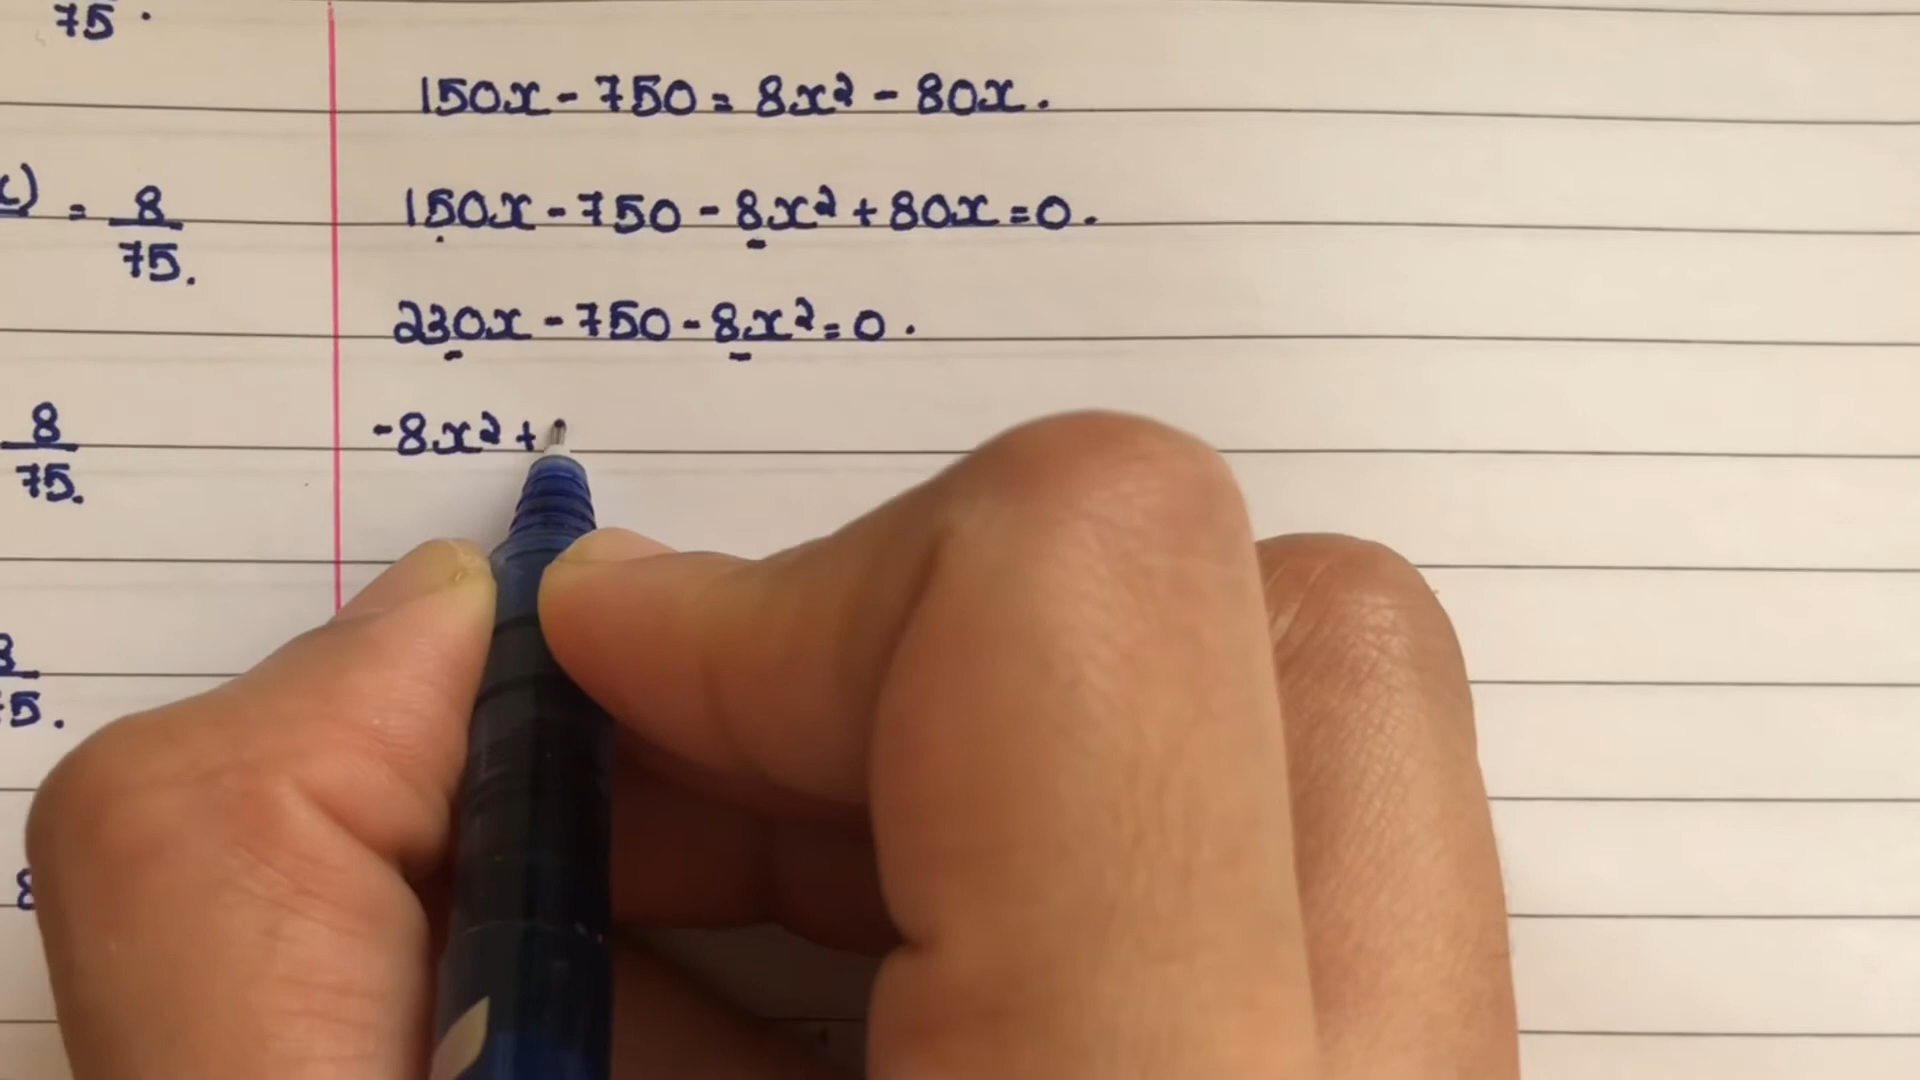 75.
150x - 750 = 8x² - 80x.
= 8/75.
150x - 750 - 8x² + 80x = 0.
230x - 750 - 8x² = 0.
8/75.
-8x² +
5.
8